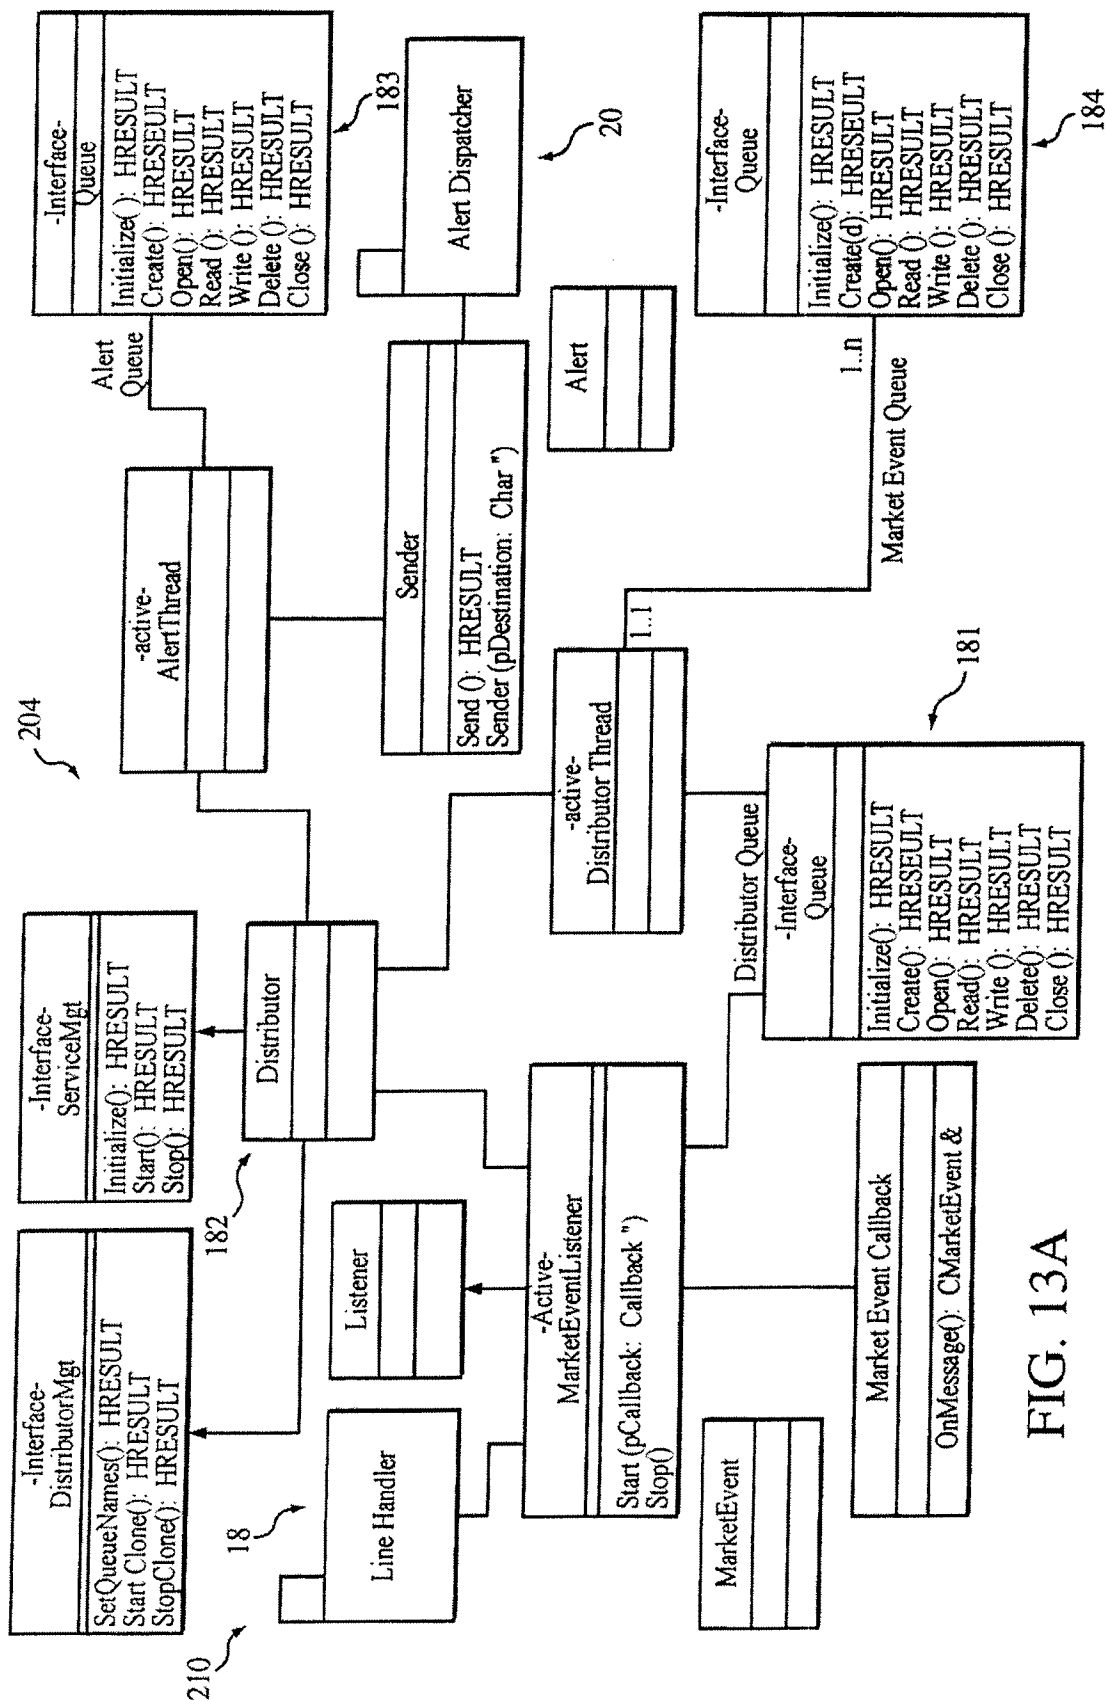 -Interface-
DistributorMgt
SetQueueNames(): HRESULT
Start Clone(): HRESULT
StopClone(): HRESULT
-Interface-
ServiceMgt
Initialize(): HRESULT
Start(): HRESULT
Stop(): HRESULT
204
-active-
AlertThread
Alert
Queue
-Interface-
Queue
Initialize( ): HRESULT
Create(): HRESEULT
Open(): HRESULT
Read (): HRESULT
Write (): HRESULT
Delete (): HRESULT
Close (): HRESULT
183
210
18
Line Handler
182
Listener
Distributor
Sender
Send (): HRESULT
Sender (pDestination: Char ")
Alert Dispatcher
20
-Active-
MarketEventListener
Start (pCallback: Callback ")
Stop()
-active-
Distributor Thread
1..1
Alert
MarketEvent
Distributor Queue
Market Event Queue
1..n
-Interface-
Queue
Initialize(): HRESULT
Create(d): HRESEULT
Open(): HRESULT
Read (): HRESULT
Write (): HRESULT
Delete (): HRESULT
Close (): HRESULT
184
Market Event Callback
OnMessage(): CMarketEvent &
-Interface-
Queue
Initialize(): HRESULT
Create(): HRESEULT
Open(): HRESULT
Read(): HRESULT
Write (): HRESULT
Delete(): HRESULT
Close (): HRESULT
181
FIG. 13A